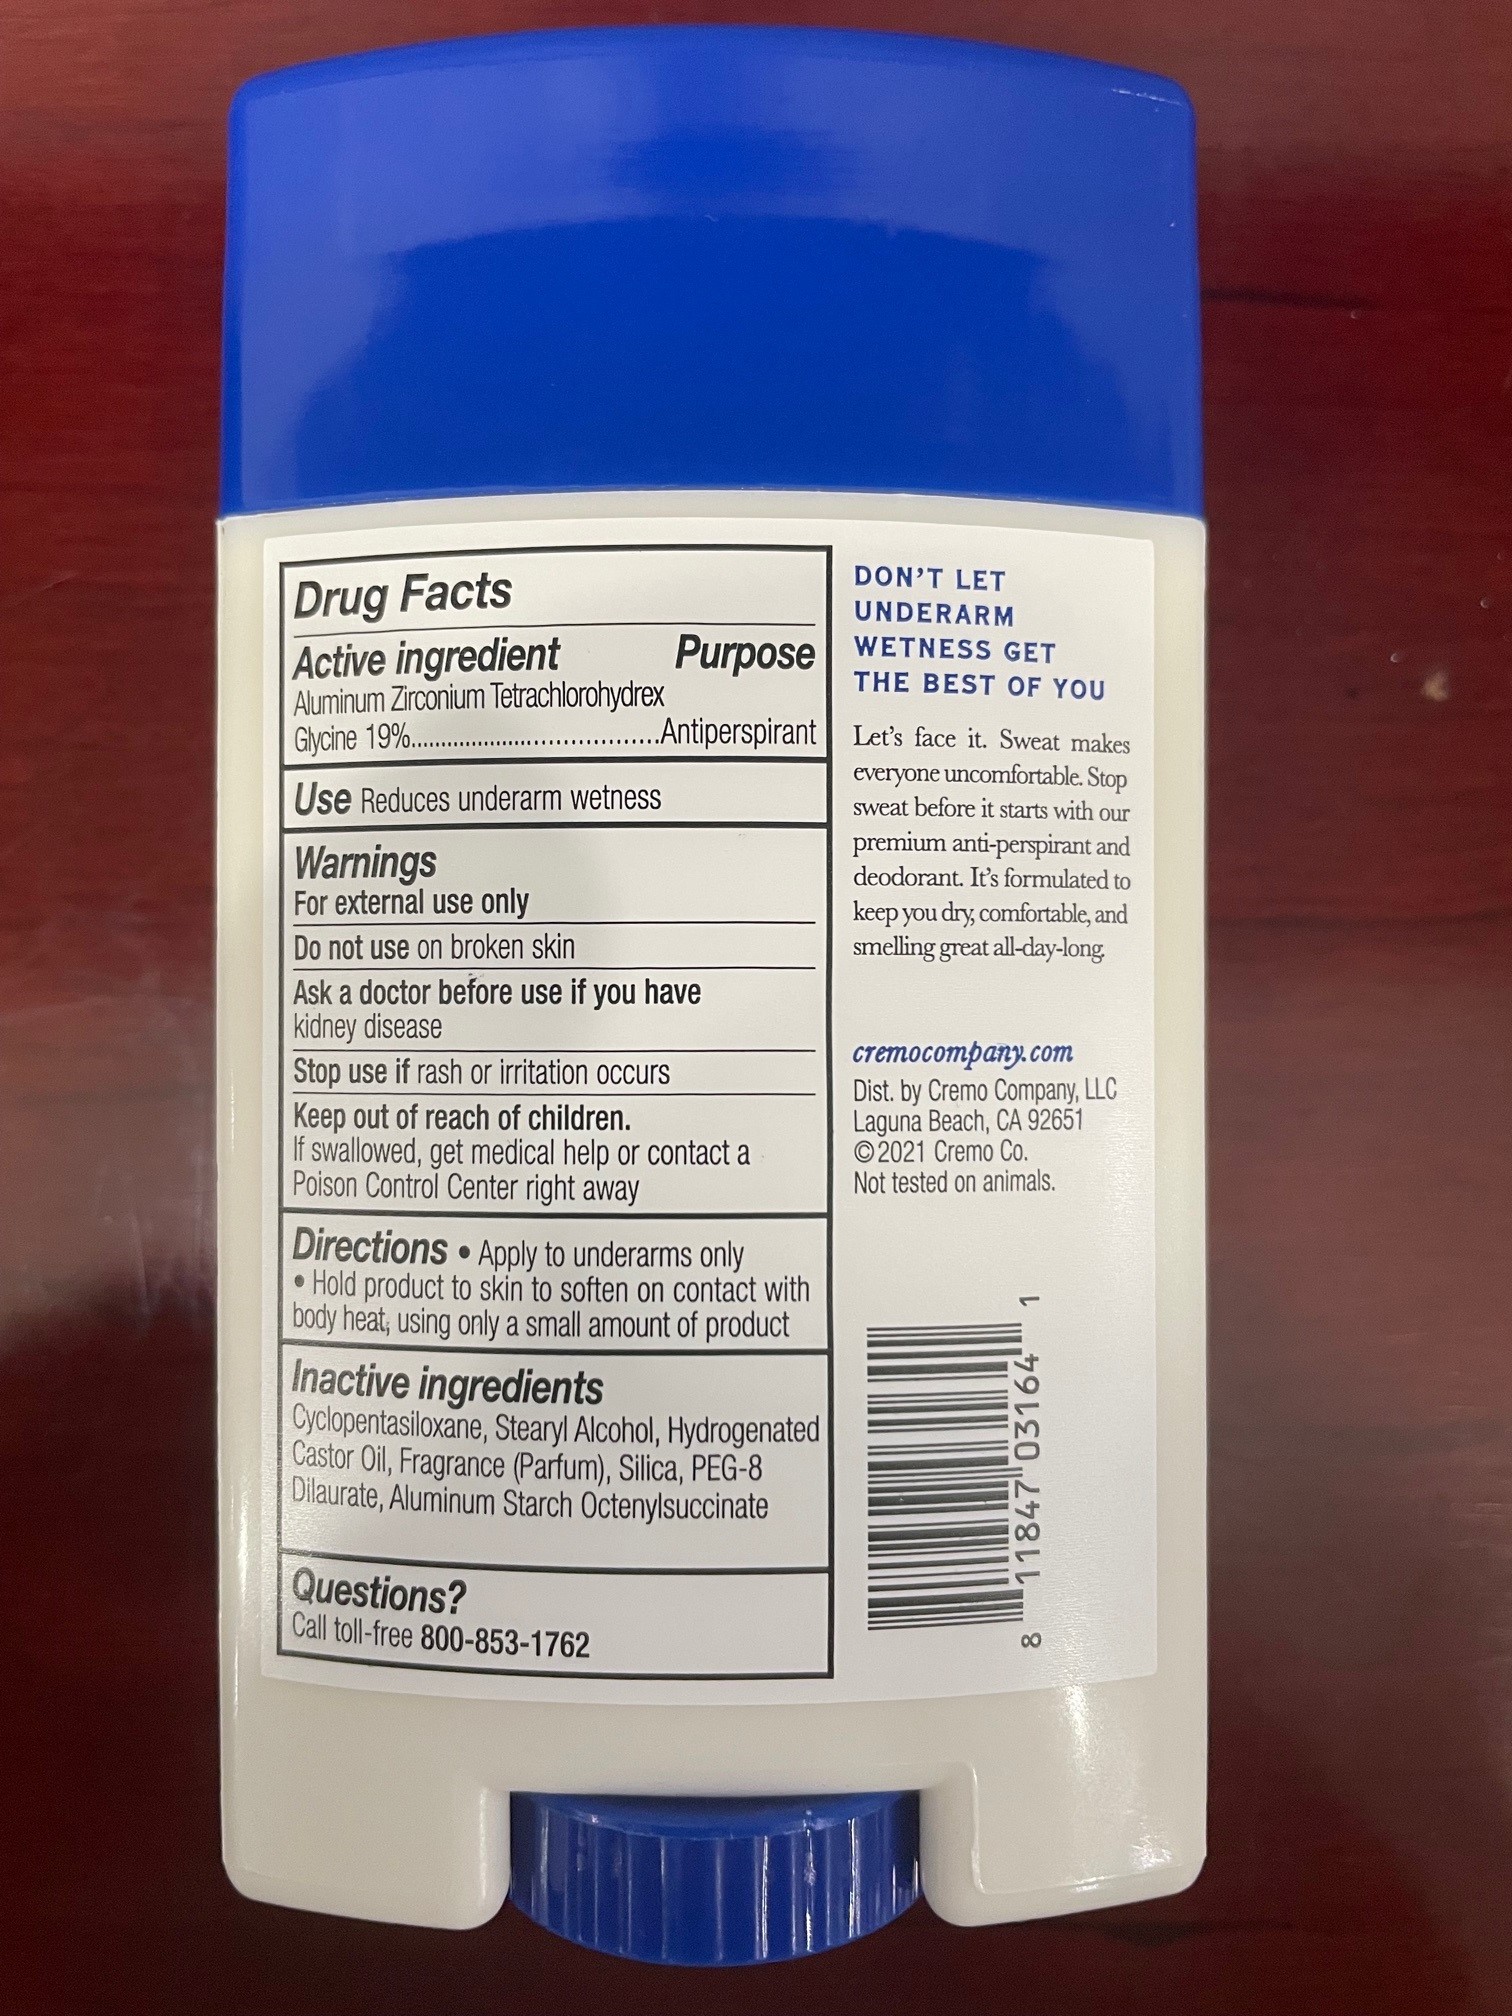 Drug Facts
Active ingredient Purpose
Aluminum Zirconium Tetrachlorohydrex
Glycine 19%..........................................Antiperspirant
Use Reduces underarm wetness
Warnings
For external use only
Do not use on broken skin
Ask a doctor before use if you have
kidney disease
Stop use if rash or irritation occurs
Keep out of reach of children.
If swallowed, get medical help or contact a
Poison Control Center right away
Directions • Apply to underarms only
• Hold product to skin to soften on contact with
body heat, using only a small amount of product
Inactive ingredients
Cyclopentasiloxane, Stearyl Alcohol, Hydrogenated
Castor Oil, Fragrance (Parfum), Silica, PEG-8
Dilaurate, Aluminum Starch Octenylsuccinate
Questions?
Call toll-free 800-853-1762
DON'T LET
UNDERARM
WETNESS GET
THE BEST OF YOU
Let's face it. Sweat makes
everyone uncomfortable. Stop
sweat before it starts with our
premium anti-perspirant and
deodorant. It's formulated to
keep you dry, comfortable, and
smelling great all-day-long.
cremocompany.com
Dist. by Cremo Company, LLC
Laguna Beach, CA 92651
©2021 Cremo Co.
Not tested on animals.
8 11847 03164 1